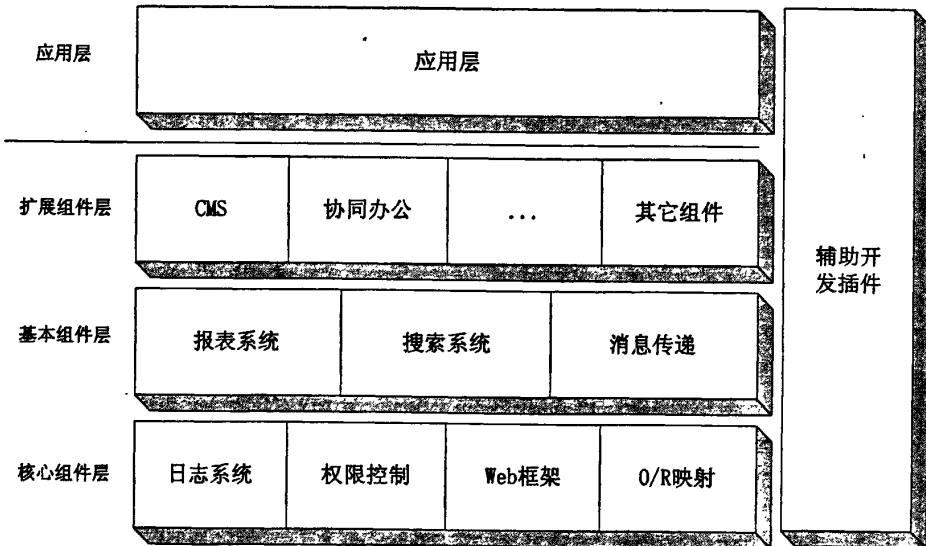 应用层
应用层
扩展组件层
CMS
协同办公
...
其它组件
基本组件层
报表系统
搜索系统
消息传递
核心组件层
日志系统
权限控制
Web框架
O/R映射
辅助开
发插件